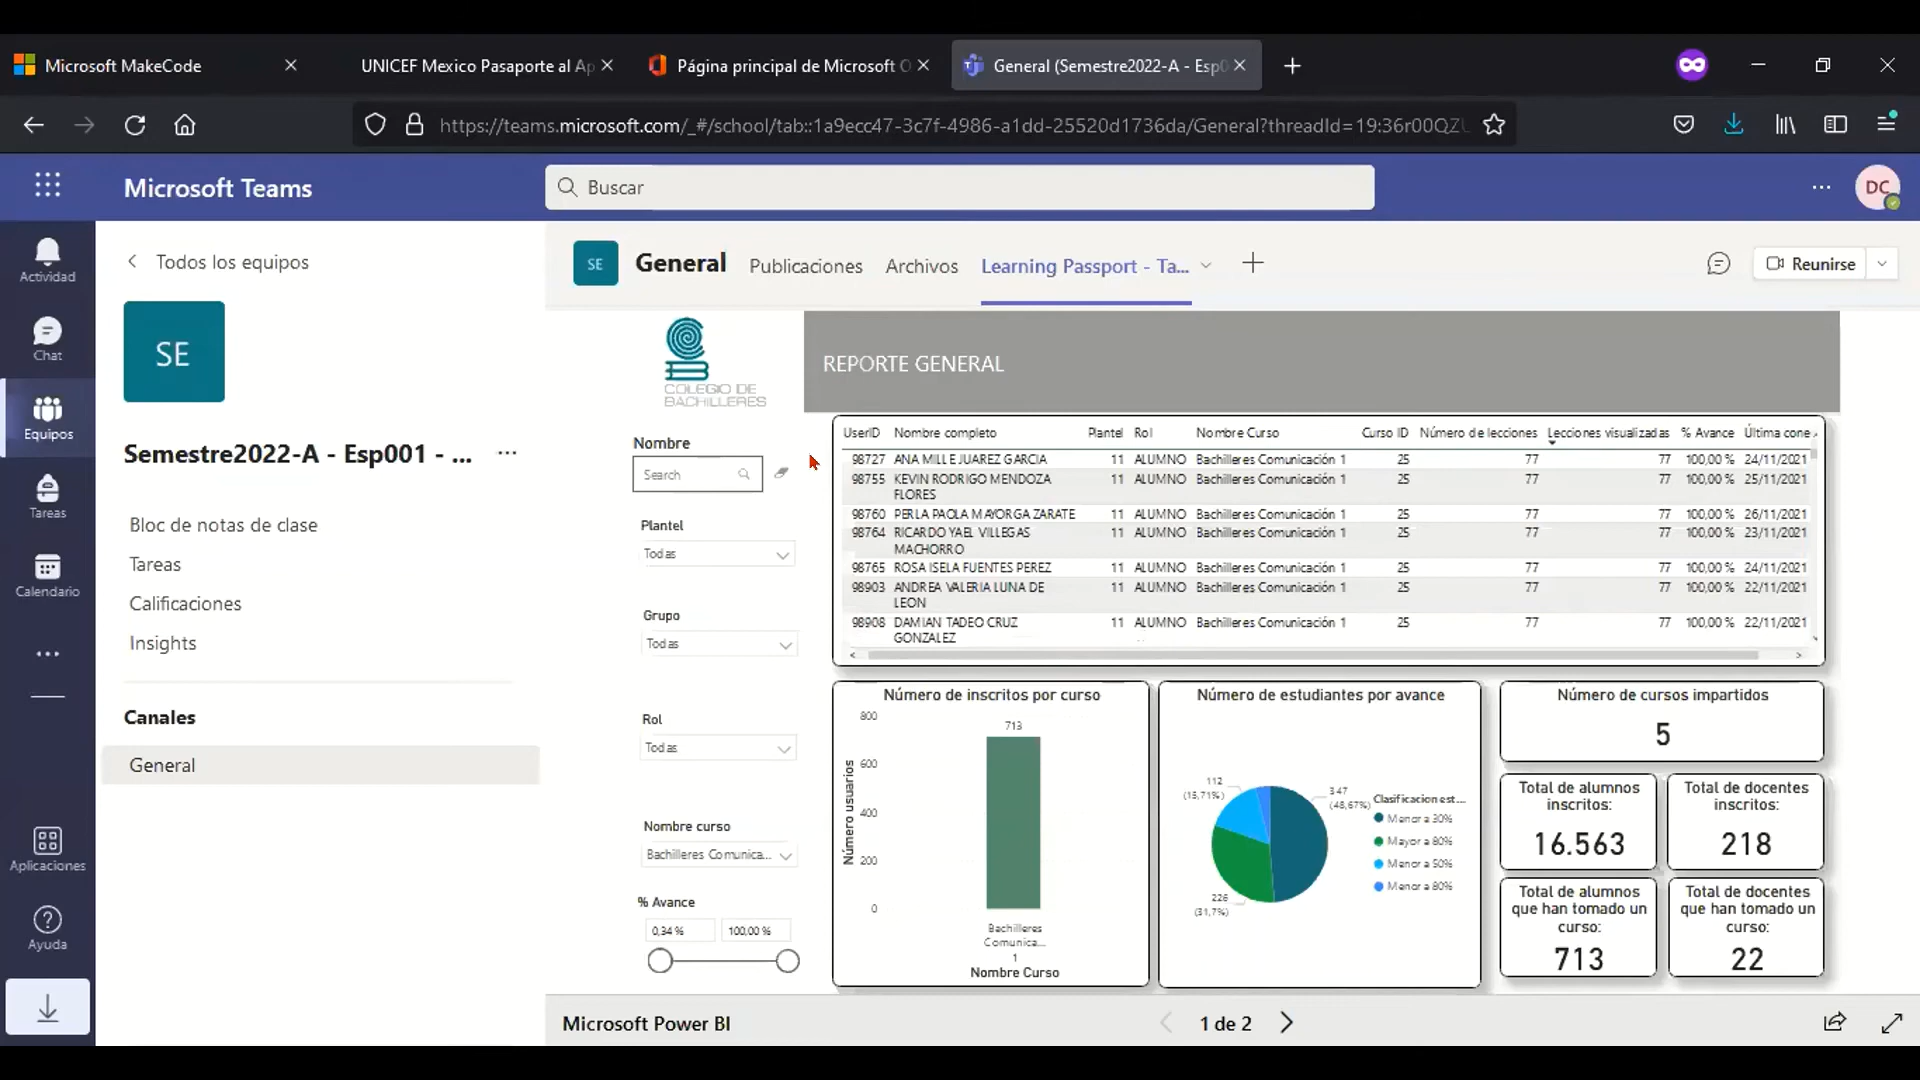 Microsoft MakeCode
UNICEF Mexico Pasaporte al Ap
Página principal de Microsoft O
General (Semestre2022-A - Esp0
https://teams.microsoft.com/_#/school/tab::1a9ecc47-3c7f-4986-a1dd-25520d1736da/General?threadId=19:36r00QZU
Microsoft Teams
Buscar
DC
Actividad
Chat
Equipos
Tareas
Calendario
Aplicaciones
Ayuda
Todos los equipos
SE
Semestre2022-A - Esp001 - ...
Bloc de notas de clase
Tareas
Calificaciones
Insights
Canales
General
SE
General
Publicaciones
Archivos
Learning Passport - Ta...
Reunirse
COLEGIO DE
BACHILLERES
REPORTE GENERAL
Nombre
Search
Plantel
Todas
Grupo
Todas
Rol
Todas
Nombre curso
Bachilleres Comunica...
% Avance
0,34 % 100,00 %
UserID Nombre completo Plantel Rol Nombre Curso Curso ID Número de lecciones Lecciones visualizadas % Avance Última cone
98727 ANA MILLE JUAREZ GARCIA 11 ALUMNO Bachilleres Comunicación 1 25 77 77 100,00 % 24/11/2021
98755 KEVIN RODRIGO MENDOZA 11 ALUMNO Bachilleres Comunicación 1 25 77 77 100,00 % 25/11/2021
FLORES
98760 PERLA PAOLA MAYORGA ZARATE 11 ALUMNO Bachilleres Comunicación 1 25 77 77 100,00 % 26/11/2021
98764 RICARDO YAEL VILLEGAS 11 ALUMNO Bachilleres Comunicación 1 25 77 77 100,00 % 23/11/2021
MACHORRO
98765 ROSA ISELA FUENTES PEREZ 11 ALUMNO Bachilleres Comunicación 1 25 77 77 100,00 % 24/11/2021
98903 ANDREA VALERIA LUNA DE 11 ALUMNO Bachilleres Comunicación 1 25 77 77 100,00 % 22/11/2021
LEON
98908 DAMIAN TADEO CRUZ 11 ALUMNO Bachilleres Comunicación 1 25 77 77 100,00 % 22/11/2021
GONZALEZ
Número de inscritos por curso
Número usuarios
800
600
400
200
0
713
Bachilleres
Comunica...
1
Nombre Curso
Número de estudiantes por avance
112
(15,71%)
347
(48,67%)
226
(31,7%)
Clasificacion est...
Menor a 30%
Mayor a 80%
Menor a 50%
Menor a 80%
Número de cursos impartidos
5
Total de alumnos
inscritos:
16.563
Total de docentes
inscritos:
218
Total de alumnos
que han tomado un
curso:
713
Total de docentes
que han tomado un
curso:
22
Microsoft Power BI
1 de 2